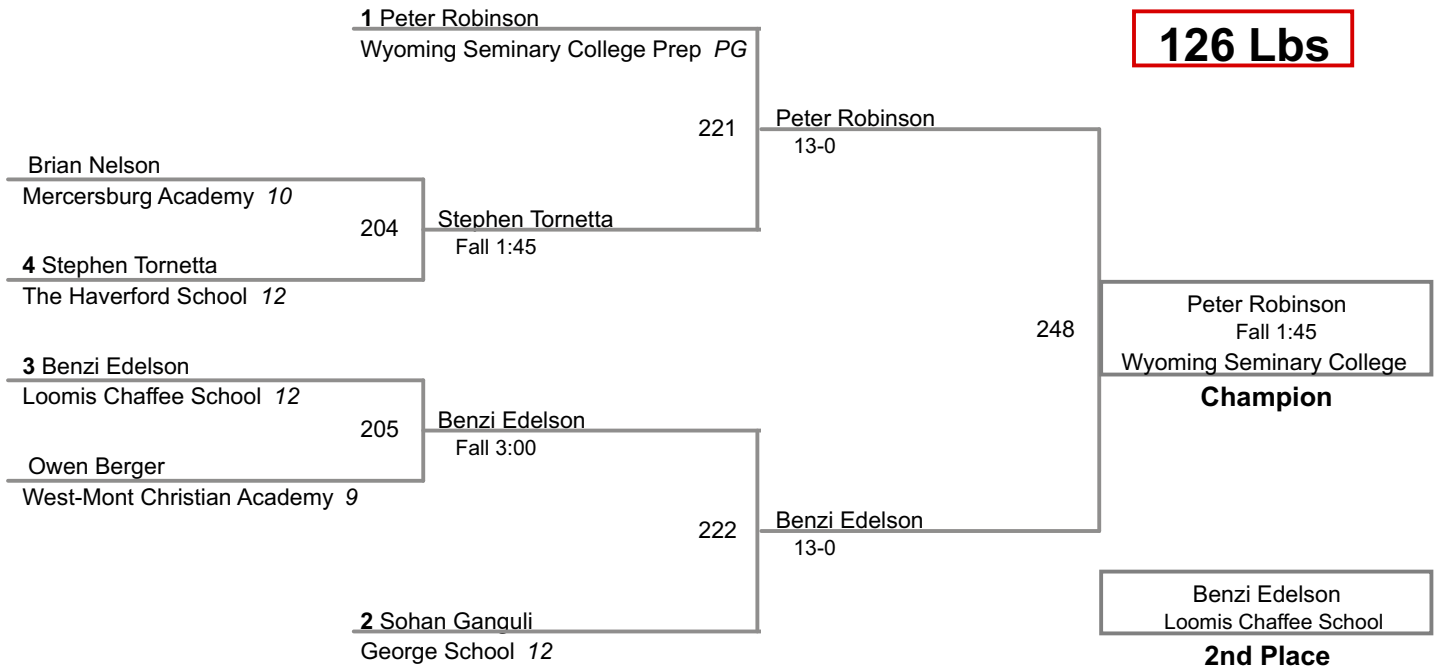 1 Peter Robinson
Wyoming Seminary College Prep PG
126 Lbs
221
Peter Robinson
13-0
Brian Nelson
Mercersburg Academy 10
204
Stephen Tornetta
Fall 1:45
4 Stephen Tornetta
The Haverford School 12
Peter Robinson
Fall 1:45
Wyoming Seminary College
Champion
248
3 Benzi Edelson
Loomis Chaffee School 12
205
Benzi Edelson
Fall 3:00
Owen Berger
West-Mont Christian Academy 9
222
Benzi Edelson
13-0
2 Sohan Ganguli
George School 12
Benzi Edelson
Loomis Chaffee School
2nd Place